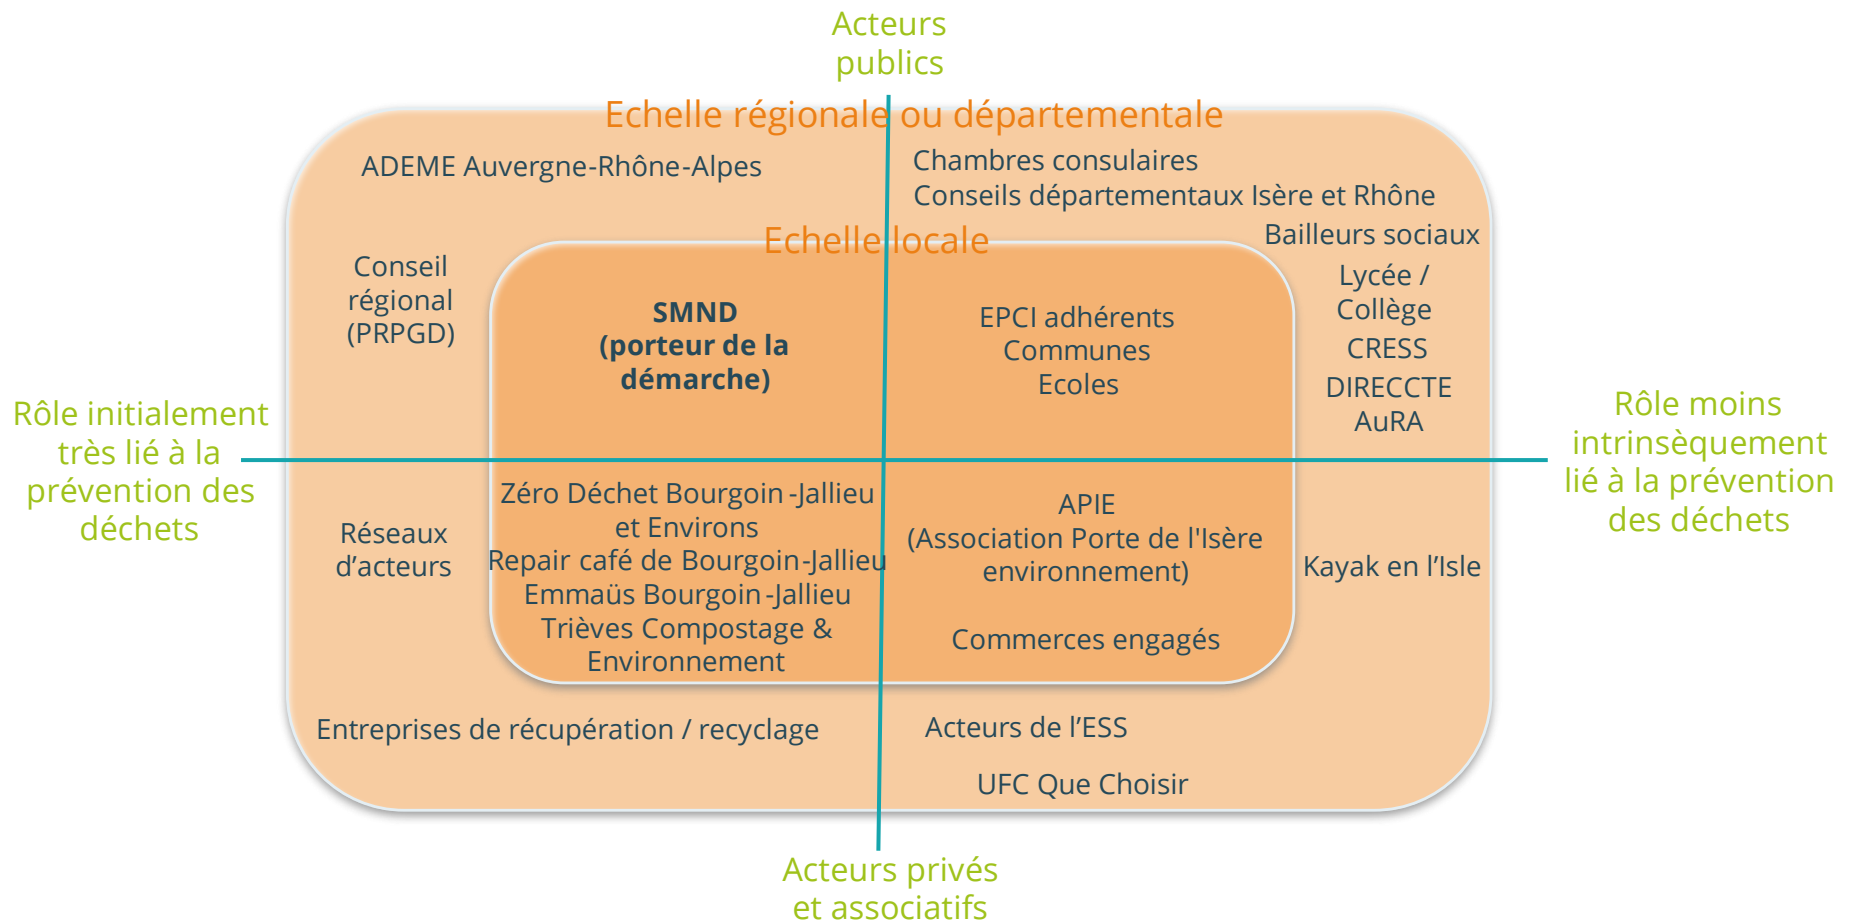 Acteurs
publics
Echelle régionale ou départementale
ADEME Auvergne-Rhône-Alpes
Chambres consulaires
Conseils départementaux Isère et Rhône
Bailleurs sociaux
Echelle locale
Conseil
régional
(PRPGD)
SMND
(porteur de la
démarche)
EPCI adhérents
Communes
Ecoles
Lycée /
Collège
CRESS
DIRECCTE
AuRA
Rôle initialement
très lié à la
prévention des
déchets
Rôle moins
intrinsèquement
lié à la prévention
des déchets
Réseaux
d’acteurs
Zéro Déchet Bourgoin-Jallieu
et Environs
Repair café de Bourgoin-Jallieu
Emmaüs Bourgoin-Jallieu
Trièves Compostage &
Environnement
APIE
(Association Porte de l'Isère
environnement)
Commerces engagés
Kayak en l’Isle
Entreprises de récupération / recyclage
Acteurs de l’ESS
UFC Que Choisir
Acteurs privés
et associatifs